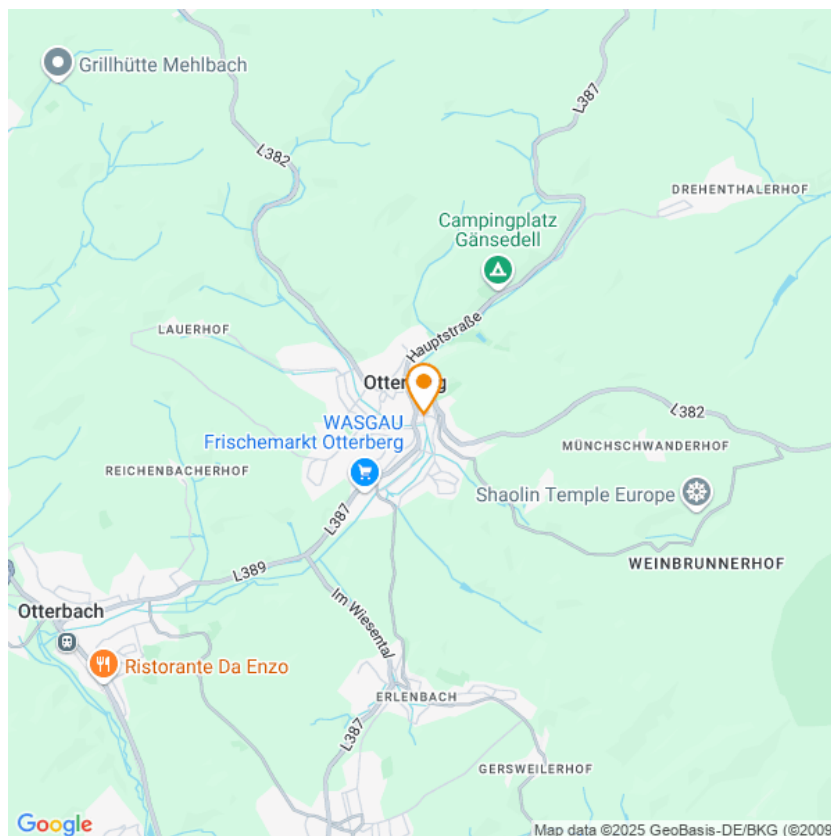 Grillhütte Mehlbach
L387
L382
DREHENTHALERHOF
Campingplatz
Gänsedell
LAUERHOF
Hauptstraße
L382
WASGAU
Frischemarkt Otterberg
MÜNCHSCHWANDERHOF
REICHENBACHERHOF
Shaolin Temple Europe
L387
WEINBRUNNERHOF
L389
Im Wiesental
Otterbach
Ristorante Da Enzo
ERLENBACH
L387
GERSWEILERHOF
Google
Map data ©2025 GeoBasis-DE/BKG (©2009